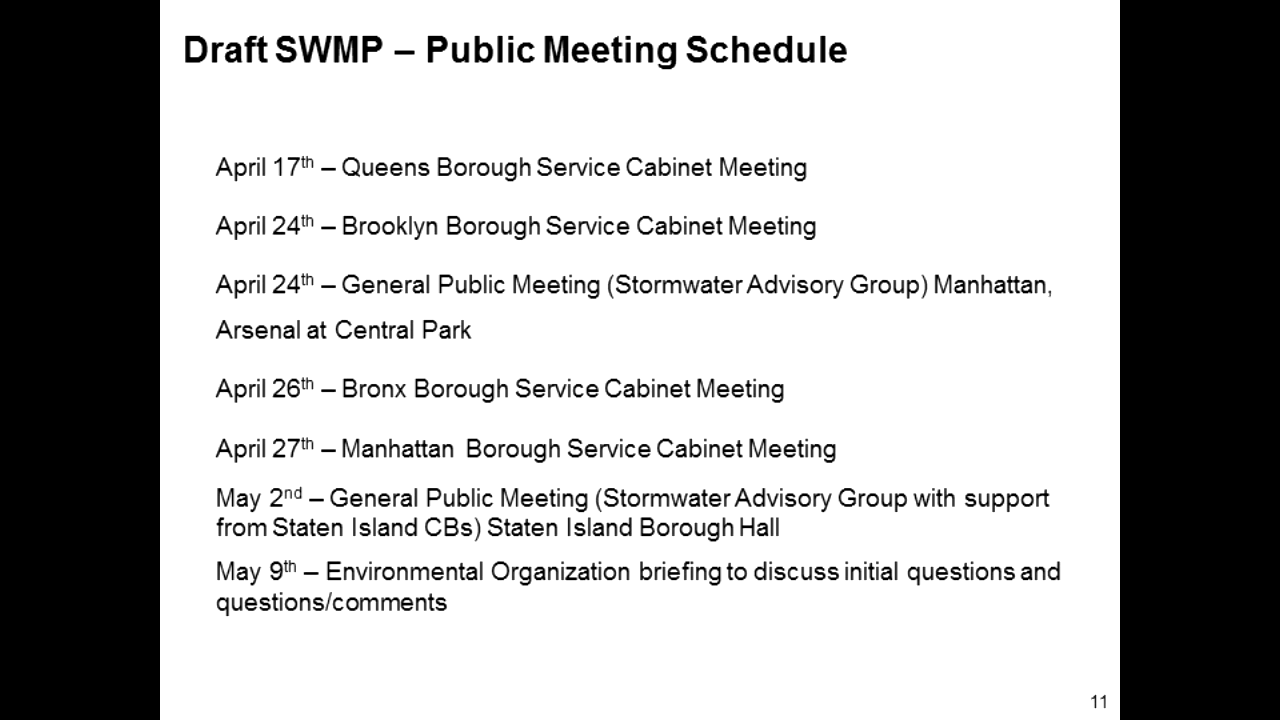 Draft SWMP – Public Meeting Schedule
April 17th – Queens Borough Service Cabinet Meeting
April 24th – Brooklyn Borough Service Cabinet Meeting
April 24th – General Public Meeting (Stormwater Advisory Group) Manhattan,
Arsenal at Central Park
April 26th – Bronx Borough Service Cabinet Meeting
April 27th – Manhattan  Borough Service Cabinet Meeting
May 2nd – General Public Meeting (Stormwater Advisory Group with support
from Staten Island CBs) Staten Island Borough Hall
May 9th – Environmental Organization briefing to discuss initial questions and
questions/comments
11